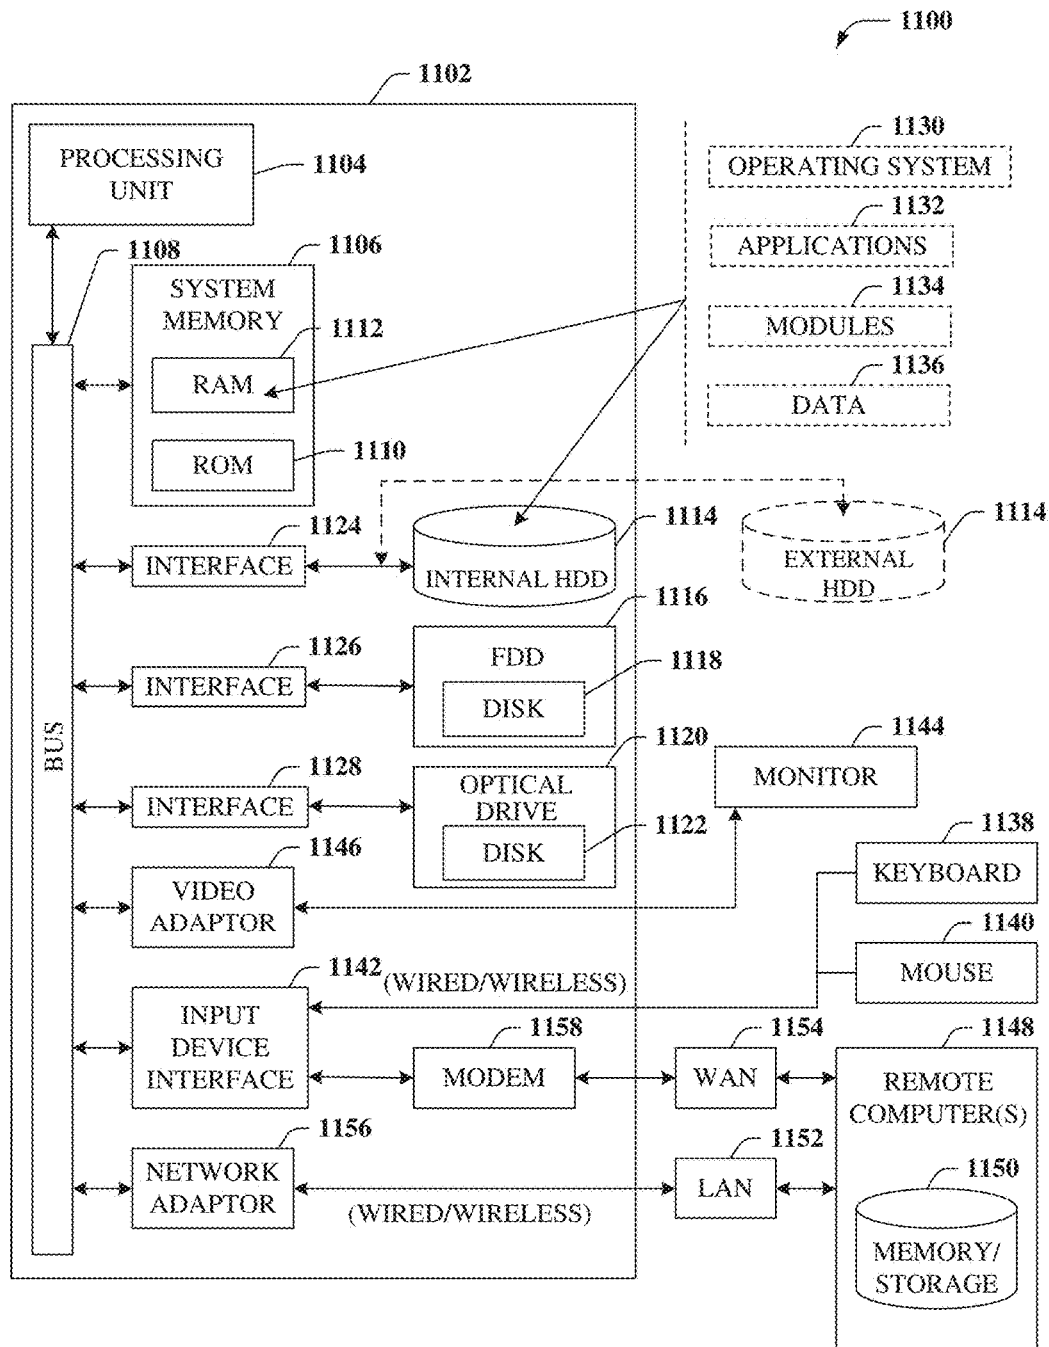 1100
1102
PROCESSING
UNIT
1104
1130
OPERATING SYSTEM
1132
APPLICATIONS
1134
MODULES
1136
DATA
1108
1106
SYSTEM
MEMORY
1112
RAM
1110
ROM
1124
INTERFACE
1114
INTERNAL HDD
1114
EXTERNAL
HDD
1126
INTERFACE
1116
FDD
1118
DISK
BUS
1128
INTERFACE
1120
OPTICAL
DRIVE
1122
DISK
1144
MONITOR
1146
VIDEO
ADAPTOR
1138
KEYBOARD
1140
MOUSE
1142
(WIRED/WIRELESS)
INPUT
DEVICE
INTERFACE
1158
MODEM
1154
WAN
1148
REMOTE
COMPUTER(S)
1156
NETWORK
ADAPTOR
(WIRED/WIRELESS)
1152
LAN
1150
MEMORY/
STORAGE